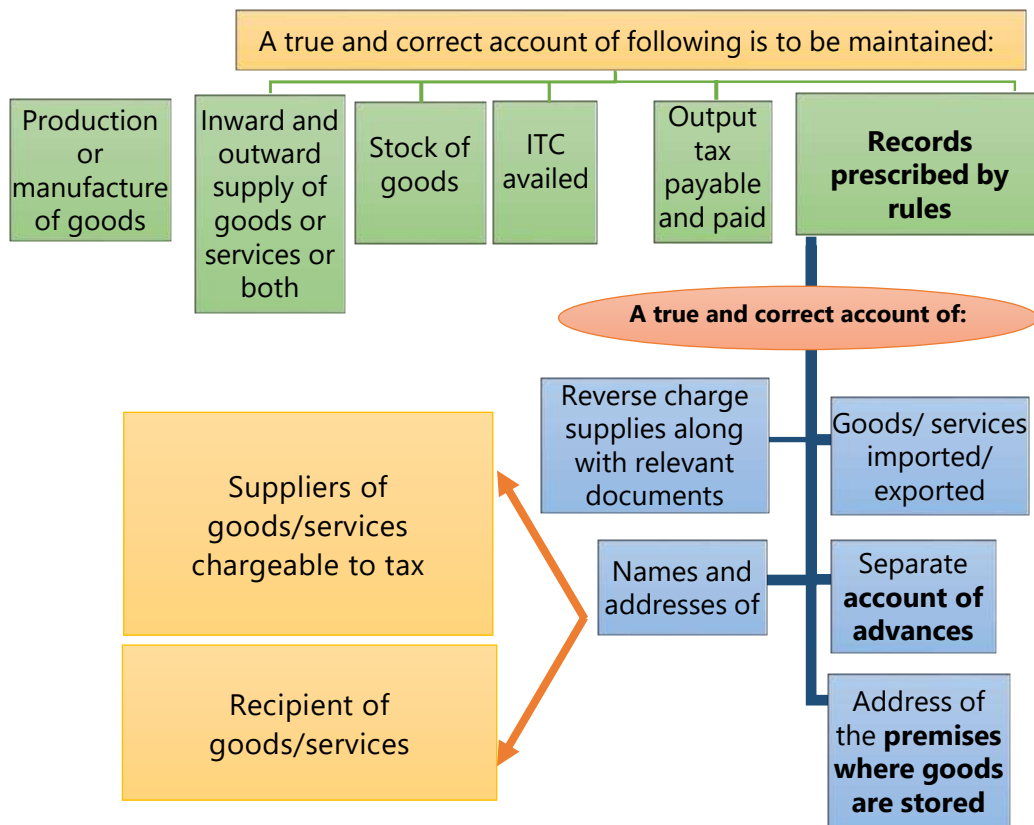 A true and correct account of following is to be maintained:
Production
or
manufacture
of goods
Inward and
outward
supply of
goods or
services or
both
Stock of
goods
ITC
availed
Output
tax
payable
and paid
Records
prescribed by
rules
A true and correct account of:
Reverse charge
supplies along
with relevant
documents
Goods/ services
imported/
exported
Suppliers of
goods/services
chargeable to tax
Names and
addresses of
Separate
account of
advances
Recipient of
goods/services
Address of
the premises
where goods
are stored